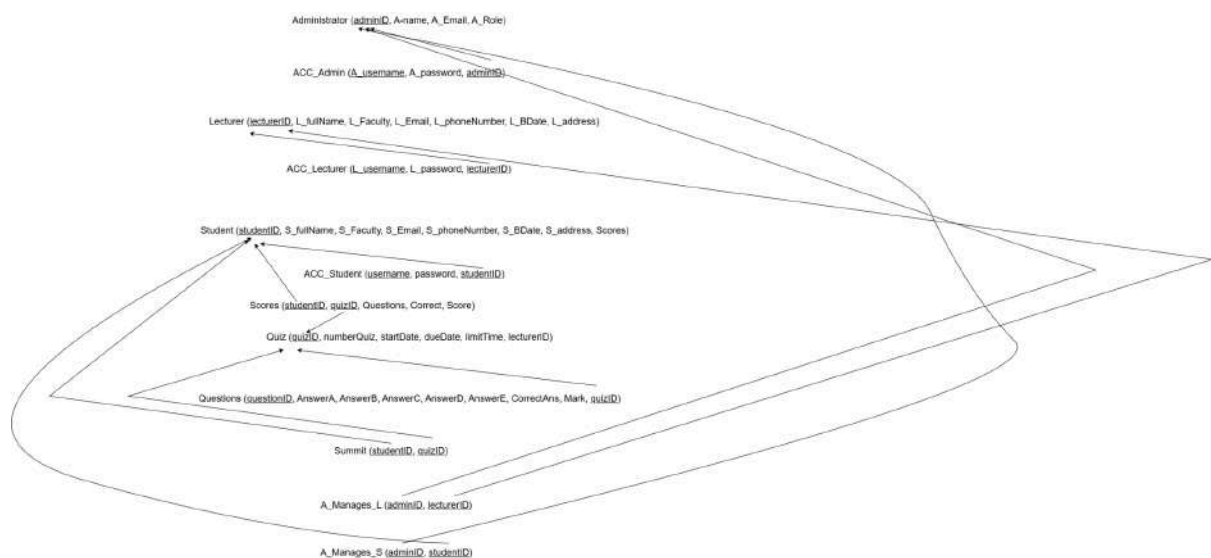 Administrator (adminID, A-name, A_Email, A_Role)
ACC_Admin (A_username, A_password, adminID)
Lecturer (lecturerID, L_fullName, L_Faculty, L_Email, L_phoneNumber, L_BDate, L_address)
ACC_Lecturer (L_username, L_password, lecturerID)
Student (studentID, S_fullName, S_Faculty, S_Email, S_phoneNumber, S_BDate, S_address, Scores)
ACC_Student (username, password, studentID)
Scores (studentID, quizID, Questions, Correct, Score)
Quiz (quizID, numberQuiz, startDate, dueDate, limitTime, lecturerID)
Questions (questionID, AnswerA, AnswerB, AnswerC, AnswerD, AnswerE, CorrectAns, Mark, quizID)
Summit (studentID, quizID)
A_Manages_L (adminID, lecturerID)
A_Manages_S (adminID, studentID)